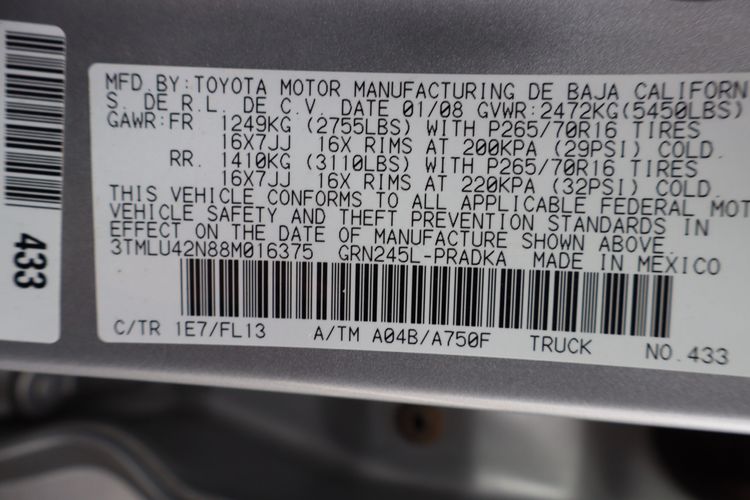 MFD.BY:TOYOTA MOTOR MANUFACTURING DE BAJA CALIFORN
S. DE R.L. DE C.V. DATE 01/08 GVWR:2472KG(5450LBS)
GAWR:FR 1249KG (2755LBS) WITH P265/70R16 TIRES
16X7JJ 16X RIMS AT 200KPA (29PSI) COLD.
RR. 1410KG (3110LBS) WITH P265/70R16 TIRES
16X7JJ 16X RIMS AT 220KPA (32PSI) COLD.
THIS VEHICLE CONFORMS TO ALL APPLICABLE FEDERAL MOT
VEHICLE SAFETY AND THEFT PREVENTION STANDARDS IN
EFFECT ON THE DATE OF MANUFACTURE SHOWN ABOVE.
3TMLU42N88M016375 GRN245L-PRADKA MADE IN MEXICO
C/TR 1E7/FL13 A/TM A04B/A750F TRUCK NO.433
433